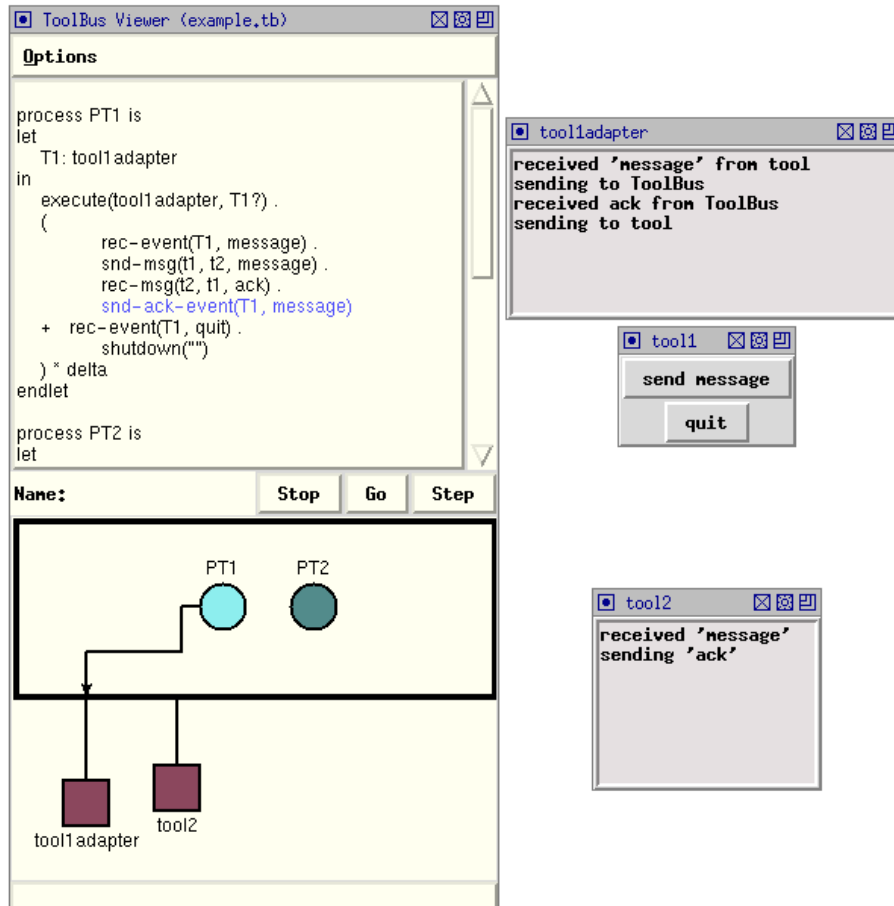 ToolBus Viewer (example.tb)
Options
process PT1 is
let
T1: tool1adapter
in
execute(tool1adapter, T1?) .
(
rec-event(T1, message) .
snd-msg(t1, t2, message) .
rec-msg(t2, t1, ack) .
snd-ack-event(T1, message)
+ rec-event(T1, quit) .
shutdown("")
) * delta
endlet
process PT2 is
let
Name:
Stop
Go
Step
PT1
PT2
tool1adapter
tool2
tool1adapter
received 'message' from tool
sending to ToolBus
received ack from ToolBus
sending to tool
tool1
send message
quit
tool2
received 'message'
sending 'ack'